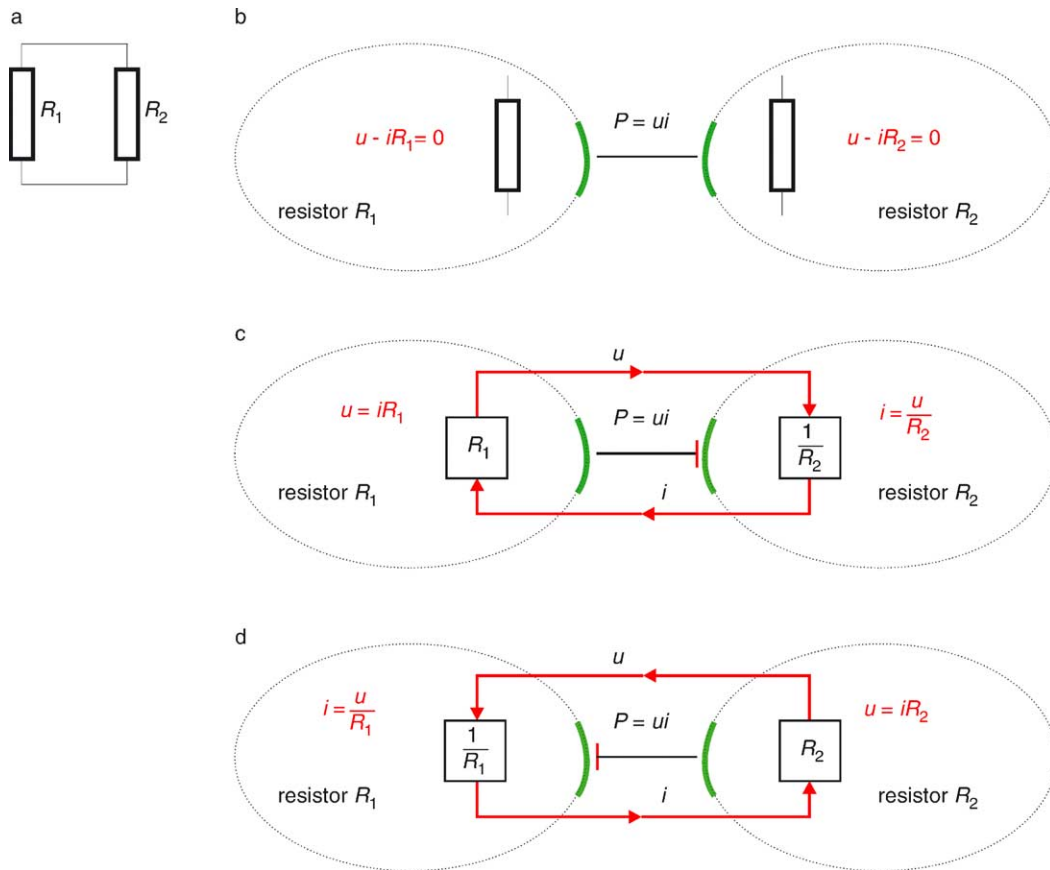 a
R1
R2
b
P = ui
u - iR1 = 0
u - iR2 = 0
resistor R1
resistor R2
c
u
u = iR1
P = ui
i = u/R2
R1
1/R2
resistor R1
resistor R2
i
d
u
i = u/R1
P = ui
u = iR2
1/R1
R2
resistor R1
resistor R2
i